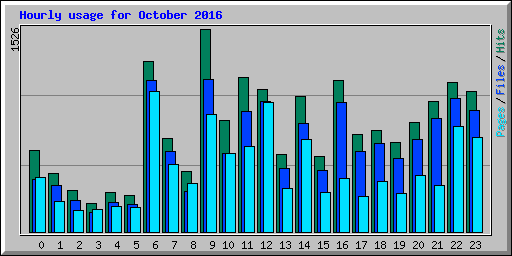 Hourly usage for October 2016
1526
Pages/Files/Hits
0 1 2 3 4 5 6 7 8 9 10 11 12 13 14 15 16 17 18 19 20 21 22 23